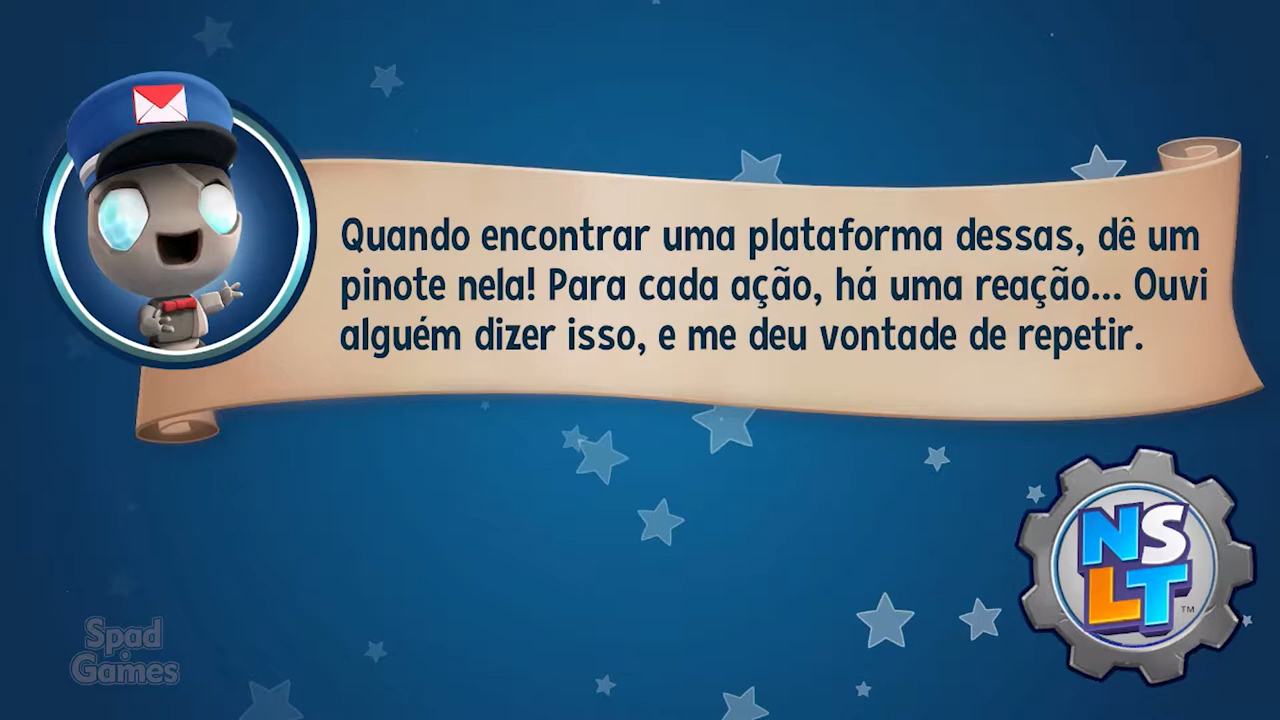 Quando encontrar uma plataforma dessas, dê um
pinote nela! Para cada ação, há uma reação... Ouvi
alguém dizer isso, e me deu vontade de repetir.
NS
LT
TM
Spad
Games